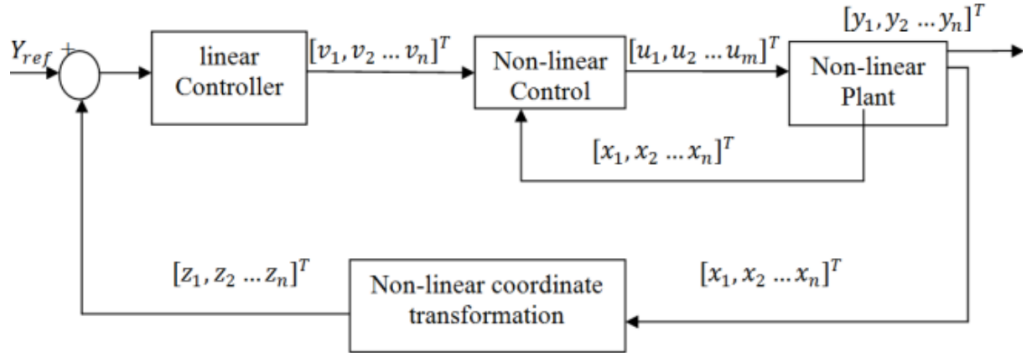 [y₁, y₂ … yₙ]ᵀ
Y_ref +
linear
Controller
[v₁, v₂ … vₙ]ᵀ
Non-linear
Control
[u₁, u₂ … uₘ]ᵀ
Non-linear
Plant
[x₁, x₂ … xₙ]ᵀ
[z₁, z₂ … zₙ]ᵀ
Non-linear coordinate
transformation
[x₁, x₂ … xₙ]ᵀ